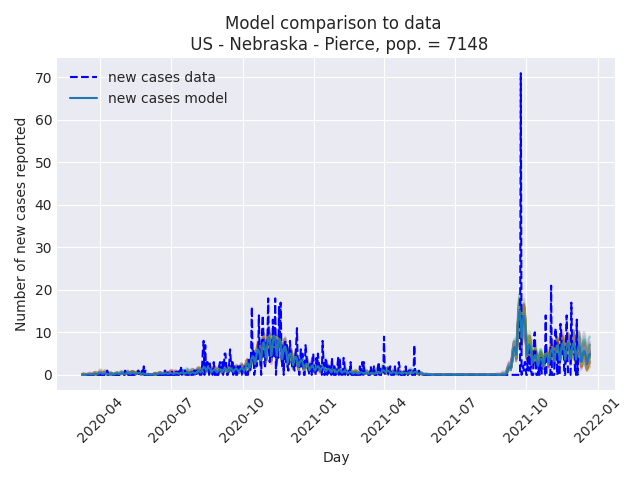 Model comparison to data
US - Nebraska - Pierce, pop. = 7148
new cases data
new cases model
Number of new cases reported
70
60
50
40
30
20
10
0
2020-04
2020-07
2020-10
2021-01
2021-04
2021-07
2021-10
2022-01
Day